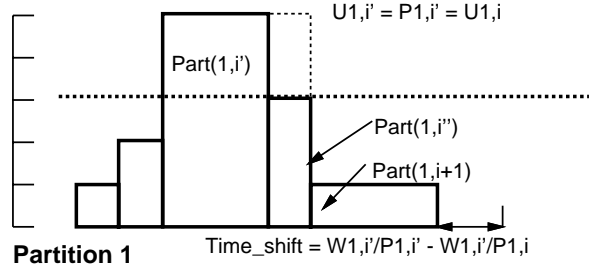 U1,i' = P1,i' = U1,i
Part(1,i')
Part(1,i'')
Part(1,i+1)
Partition 1
Time_shift = W1,i'/P1,i' - W1,i'/P1,i